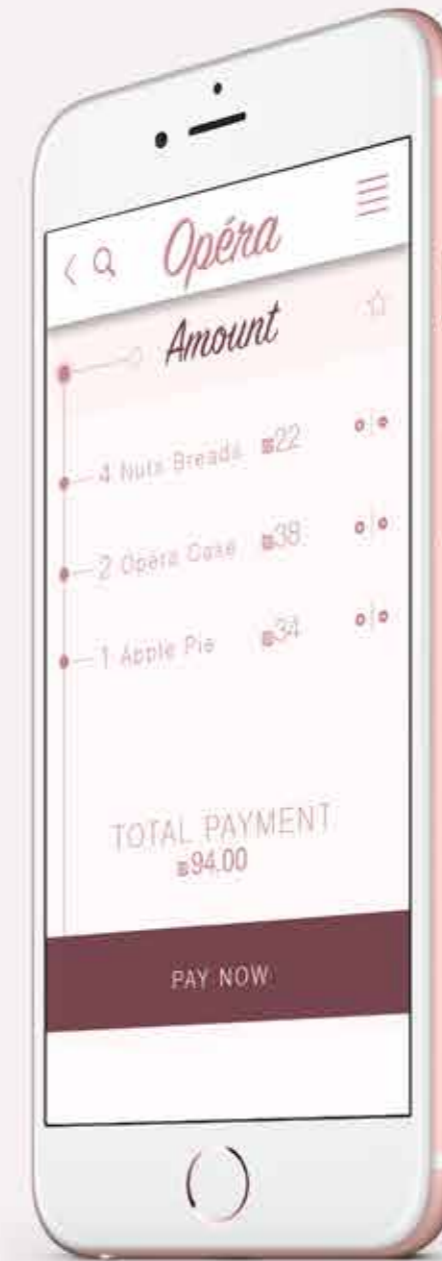 Opéra
Amount
4 Nuts Breads ₪22
2 Opéra Case ₪38
1 Apple Pie ₪34
TOTAL PAYMENT
₪94.00
PAY NOW